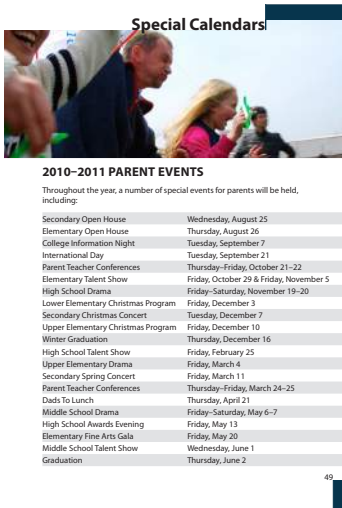 Special Calendars
2010–2011 PARENT EVENTS
Throughout the year, a number of special events for parents will be held,
including:
Secondary Open House Wednesday, August 25
Elementary Open House Thursday, August 26
College Information Night Tuesday, September 7
International Day Tuesday, September 21
Parent Teacher Conferences Thursday–Friday, October 21–22
Elementary Talent Show Friday, October 29 & Friday, November 5
High School Drama Friday–Saturday, November 19–20
Lower Elementary Christmas Program Friday, December 3
Secondary Christmas Concert Tuesday, December 7
Upper Elementary Christmas Program Friday, December 10
Winter Graduation Thursday, December 16
High School Talent Show Friday, February 25
Upper Elementary Drama Friday, March 4
Secondary Spring Concert Friday, March 11
Parent Teacher Conferences Thursday–Friday, March 24–25
Dads To Lunch Thursday, April 21
Middle School Drama Friday–Saturday, May 6–7
High School Awards Evening Friday, May 13
Elementary Fine Arts Gala Friday, May 20
Middle School Talent Show Wednesday, June 1
Graduation Thursday, June 2
49